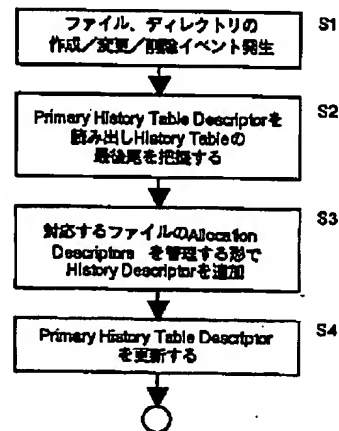 ファイル、ディレクトリの
作成／変更／削除イベント発生
S1
Primary History Table Descriptorを
読み出しHistory Tableの
最後尾を把握する
S2
対応するファイルのAllocation
Descriptors を管理する形で
History Descriptorを追加
S3
Primary History Table Descriptor
を更新する
S4